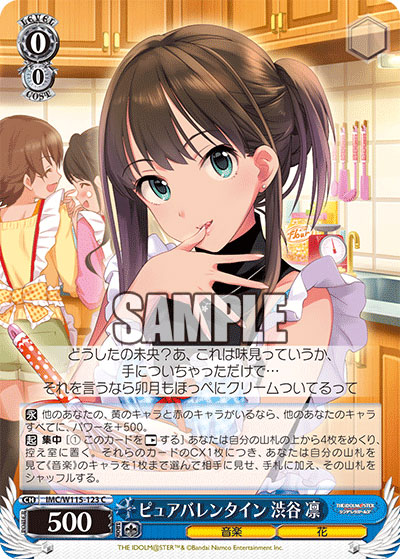 LEVEL
0
0
COST
Flour
SAMPLE
どうしたの未央？あ、これは味見っていうか、
手についちゃっただけで…
それを言うなら卯月もほっぺにクリームついてるって
永 他のあなたの、黄のキャラと赤のキャラがいるなら、他のあなたのキャラ
すべてに、パワーを＋500。
起 集中 ［① このカードを する］ あなたは自分の山札の上から4枚をめくり、
控え室に置く。それらのカードのCX1枚につき、あなたは自分の山札を
見て《音楽》のキャラを1枚まで選んで相手に見せ、手札に加え、その山札を
シャッフルする。
CH IMC/W115-123 C
500
ピュアバレンタイン 渋谷 凛
THE IDOLM@STER
シンデレラガールズ
音楽
花
THE IDOLM@STER™& ©Bandai Namco Entertainment Inc.